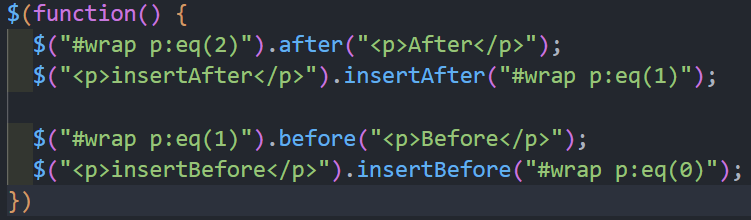 $(function() {
  $("#wrap p:eq(2)").after("<p>After</p>");
  $("<p>insertAfter</p>").insertAfter("#wrap p:eq(1)");

  $("#wrap p:eq(1)").before("<p>Before</p>");
  $("<p>insertBefore</p>").insertBefore("#wrap p:eq(0)");
})